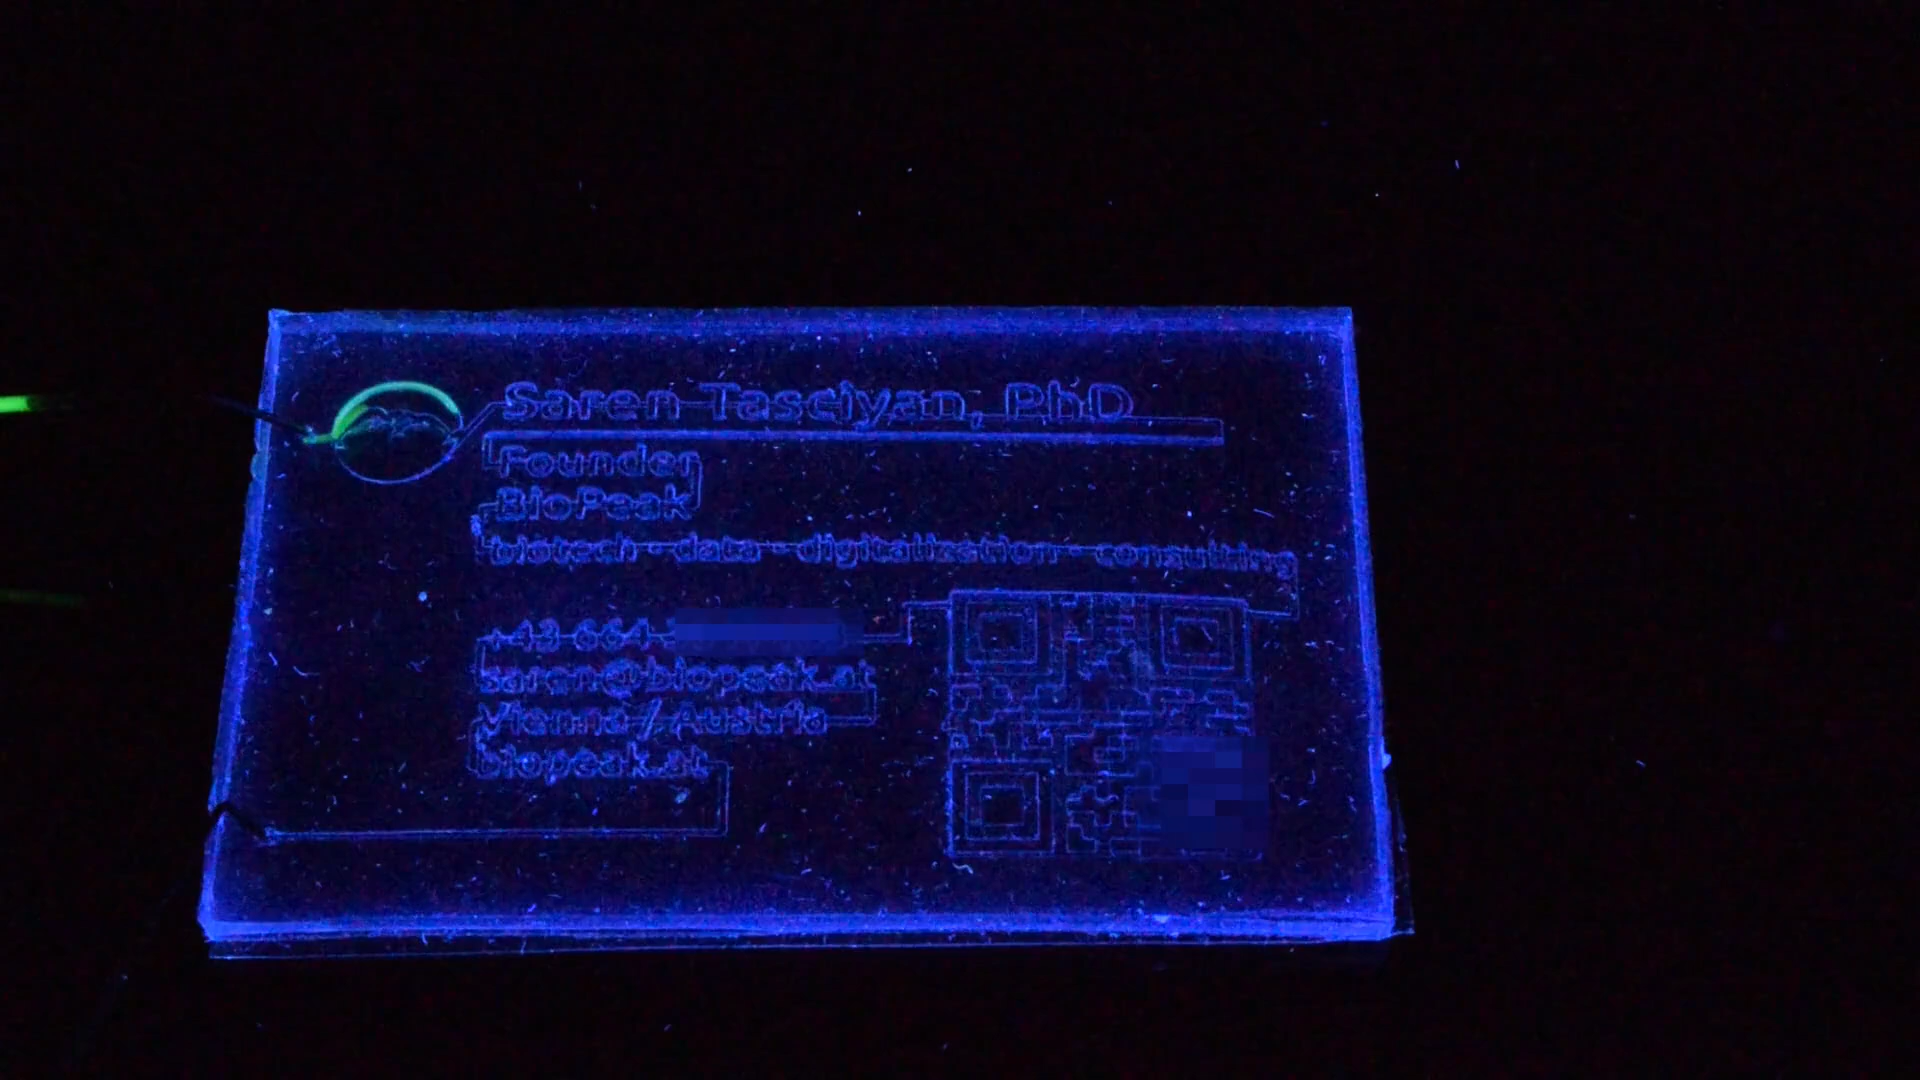 Saren Tasciyan, PhD
Founder
BioPeak
biotech - data - digitalization - consulting
+43 664
saren@biopeak.at
Vienna / Austria
biopeak.at